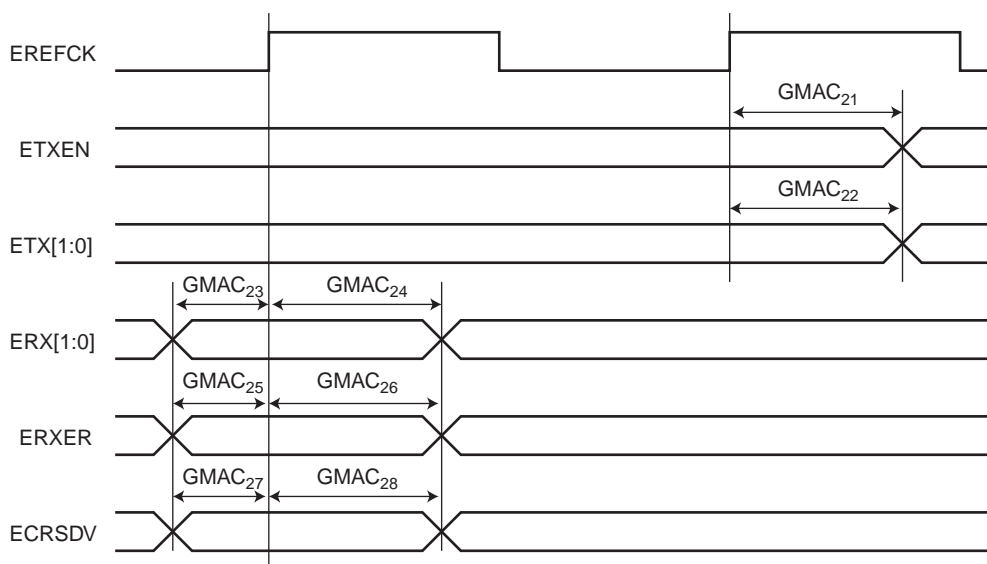 EREFCK
GMAC21
ETXEN
GMAC22
ETX[1:0]
GMAC23 GMAC24
ERX[1:0]
GMAC25 GMAC26
ERXER
GMAC27 GMAC28
ECRSDV